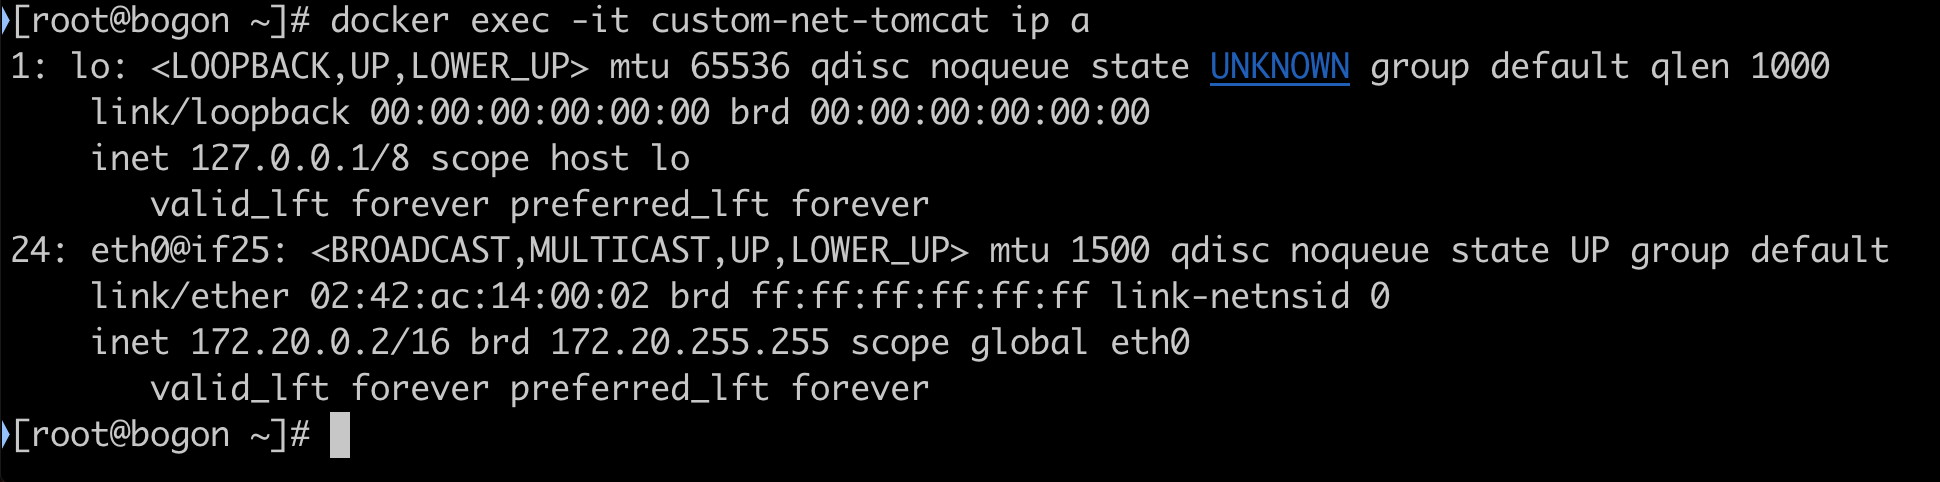 [root@bogon ~]# docker exec -it custom-net-tomcat ip a
1: lo: <LOOPBACK,UP,LOWER_UP> mtu 65536 qdisc noqueue state UNKNOWN group default qlen 1000
    link/loopback 00:00:00:00:00:00 brd 00:00:00:00:00:00
    inet 127.0.0.1/8 scope host lo
       valid_lft forever preferred_lft forever
24: eth0@if25: <BROADCAST,MULTICAST,UP,LOWER_UP> mtu 1500 qdisc noqueue state UP group default
    link/ether 02:42:ac:14:00:02 brd ff:ff:ff:ff:ff:ff link-netnsid 0
    inet 172.20.0.2/16 brd 172.20.255.255 scope global eth0
       valid_lft forever preferred_lft forever
[root@bogon ~]#